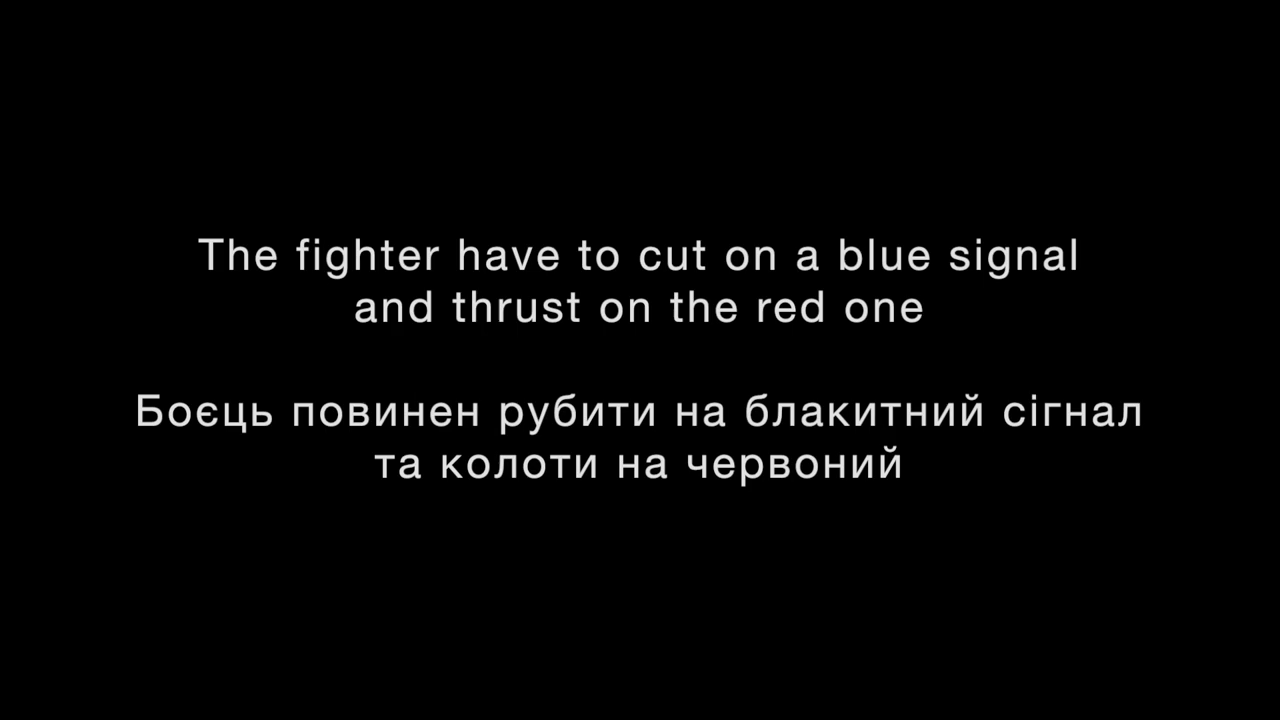 The fighter have to cut on a blue signal
and thrust on the red one
Боєць повинен рубити на блакитний сігнал
та колоти на червоний